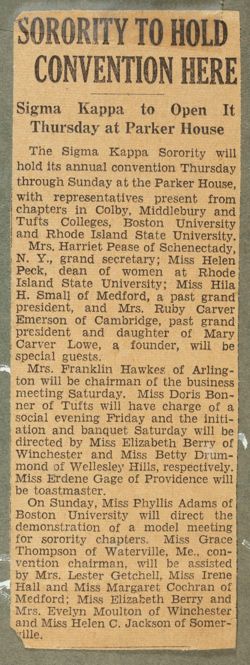 SORORITY TO HOLD
CONVENTION HERE
Sigma Kappa to Open It
Thursday at Parker House
The Sigma Kappa Sorority will
hold its annual convention Thursday
through Sunday at the Parker House,
with representatives present from
chapters in Colby, Middlebury and
Tufts Colleges, Boston University
and Rhode Island State University.
Mrs. Harriet Pease of Schenectady,
N. Y., grand secretary; Miss Helen
Peck, dean of women at Rhode
Island State University; Miss Hila
H. Small of Medford, a past grand
president, and Mrs. Ruby Carver
Emerson of Cambridge, past grand
president and daughter of Mary
Carver Lowe, a founder, will be
special guests.
Mrs. Franklin Hawkes of Arling-
ton will be chairman of the business
meeting Saturday. Miss Doris Bon-
ner of Tufts will have charge of a
social evening Friday and the initi-
ation and banquet Saturday will be
directed by Miss Elizabeth Berry of
Winchester and Miss Betty Drum-
mond of Wellesley Hills, respectively.
Miss Erdene Gage of Providence will
be toastmaster.
On Sunday, Miss Phyllis Adams of
Boston University will direct the
demonstration of a model meeting
for sorority chapters. Miss Grace
Thompson of Waterville, Me., con-
vention chairman, will be assisted
by Mrs. Lester Getchell, Miss Irene
Hall and Miss Margaret Cochran of
Medford; Miss Elizabeth Berry and
Mrs. Evelyn Moulton of Winchester
and Miss Helen C. Jackson of Somer-
ville.